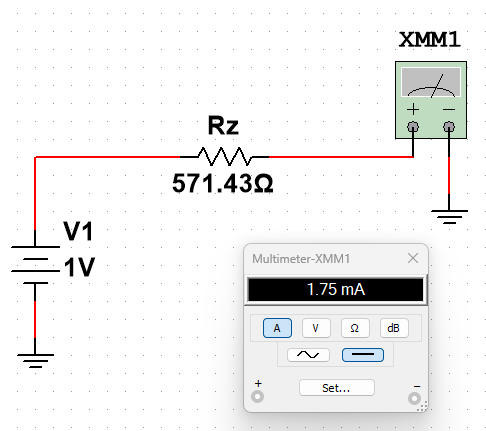 XMM1
+ −
Rz
571.43Ω
V1
1V
Multimeter-XMM1
1.75 mA
A V Ω dB
+ Set... −